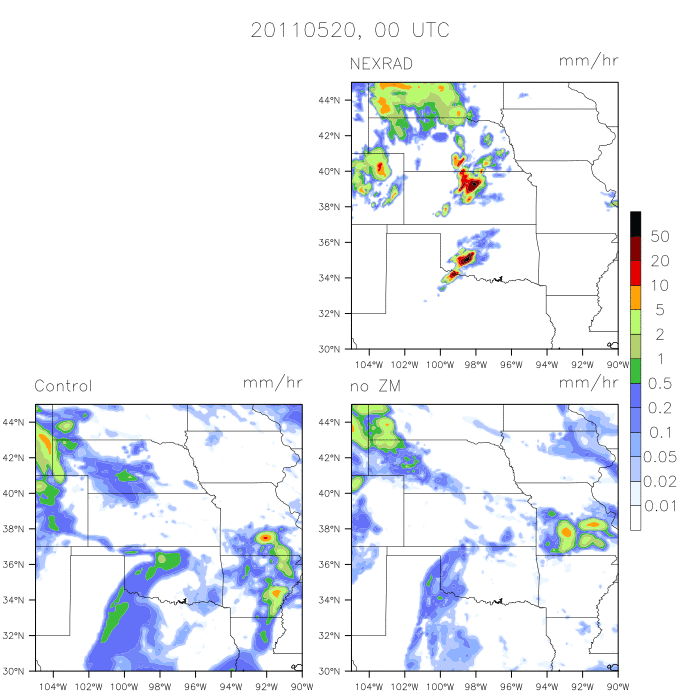 20110520, 00 UTC
NEXRAD mm/hr
44°N
42°N
40°N
38°N
36°N
34°N
32°N
30°N
104°W 102°W 100°W 98°W 96°W 94°W 92°W 90°W
50
20
10
5
2
1
0.5
0.2
0.1
0.05
0.02
0.01
Control mm/hr
44°N
42°N
40°N
38°N
36°N
34°N
32°N
30°N
104°W 102°W 100°W 98°W 96°W 94°W 92°W 90°W
no ZM mm/hr
44°N
42°N
40°N
38°N
36°N
34°N
32°N
30°N
104°W 102°W 100°W 98°W 96°W 94°W 92°W 90°W